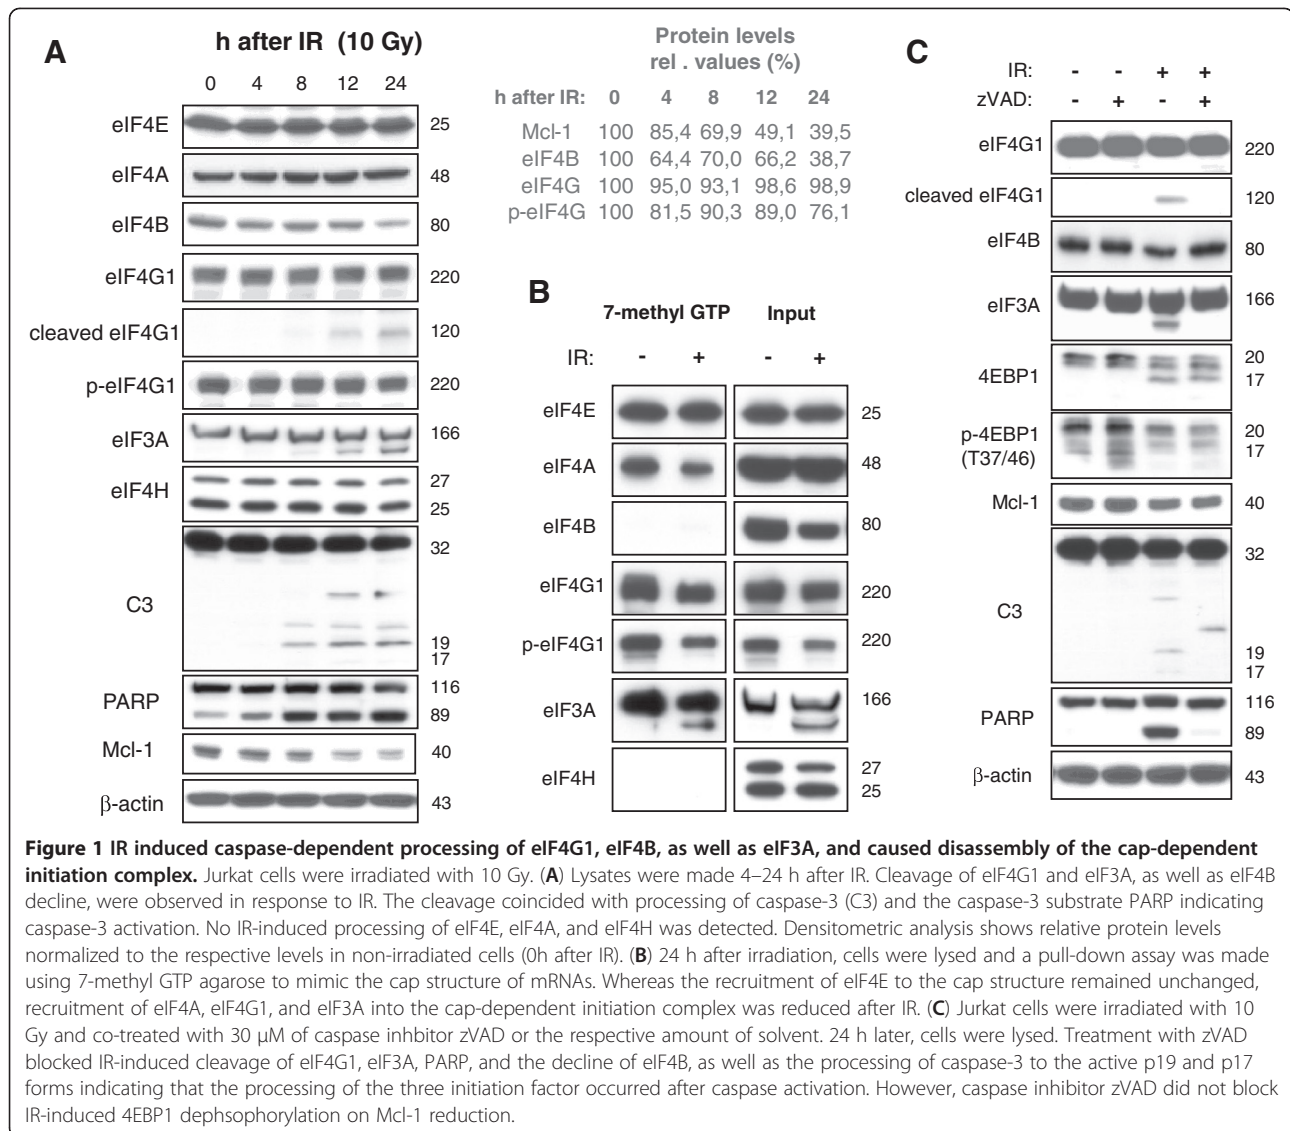 A
h after IR (10 Gy)
0 4 8 12 24
eIF4E 25
eIF4A 48
eIF4B 80
eIF4G1 220
cleaved eIF4G1 120
p-eIF4G1 220
eIF3A 166
eIF4H 27
25
C3 32
19
17
PARP 116
89
Mcl-1 40
β-actin 43
Protein levels
rel . values (%)
h after IR: 0 4 8 12 24
Mcl-1 100 85,4 69,9 49,1 39,5
eIF4B 100 64,4 70,0 66,2 38,7
eIF4G 100 95,0 93,1 98,6 98,9
p-eIF4G 100 81,5 90,3 89,0 76,1
B
7-methyl GTP Input
IR: - + - +
eIF4E 25
eIF4A 48
eIF4B 80
eIF4G1 220
p-eIF4G1 220
eIF3A 166
eIF4H 27
25
C
IR: - - + +
zVAD: - + - +
eIF4G1 220
cleaved eIF4G1 120
eIF4B 80
eIF3A 166
4EBP1 20
17
p-4EBP1 20
(T37/46) 17
Mcl-1 40
C3 32
19
17
PARP 116
89
β-actin 43
Figure 1 IR induced caspase-dependent processing of eIF4G1, eIF4B, as well as eIF3A, and caused disassembly of the cap-dependent
initiation complex. Jurkat cells were irradiated with 10 Gy. (A) Lysates were made 4–24 h after IR. Cleavage of eIF4G1 and eIF3A, as well as eIF4B
decline, were observed in response to IR. The cleavage coincided with processing of caspase-3 (C3) and the caspase-3 substrate PARP indicating
caspase-3 activation. No IR-induced processing of eIF4E, eIF4A, and eIF4H was detected. Densitometric analysis shows relative protein levels
normalized to the respective levels in non-irradiated cells (0h after IR). (B) 24 h after irradiation, cells were lysed and a pull-down assay was made
using 7-methyl GTP agarose to mimic the cap structure of mRNAs. Whereas the recruitment of eIF4E to the cap structure remained unchanged,
recruitment of eIF4A, eIF4G1, and eIF3A into the cap-dependent initiation complex was reduced after IR. (C) Jurkat cells were irradiated with 10
Gy and co-treated with 30 μM of caspase inhbitor zVAD or the respective amount of solvent. 24 h later, cells were lysed. Treatment with zVAD
blocked IR-induced cleavage of eIF4G1, eIF3A, PARP, and the decline of eIF4B, as well as the processing of caspase-3 to the active p19 and p17
forms indicating that the processing of the three initiation factor occurred after caspase activation. However, caspase inhibitor zVAD did not block
IR-induced 4EBP1 dephsophorylation on Mcl-1 reduction.